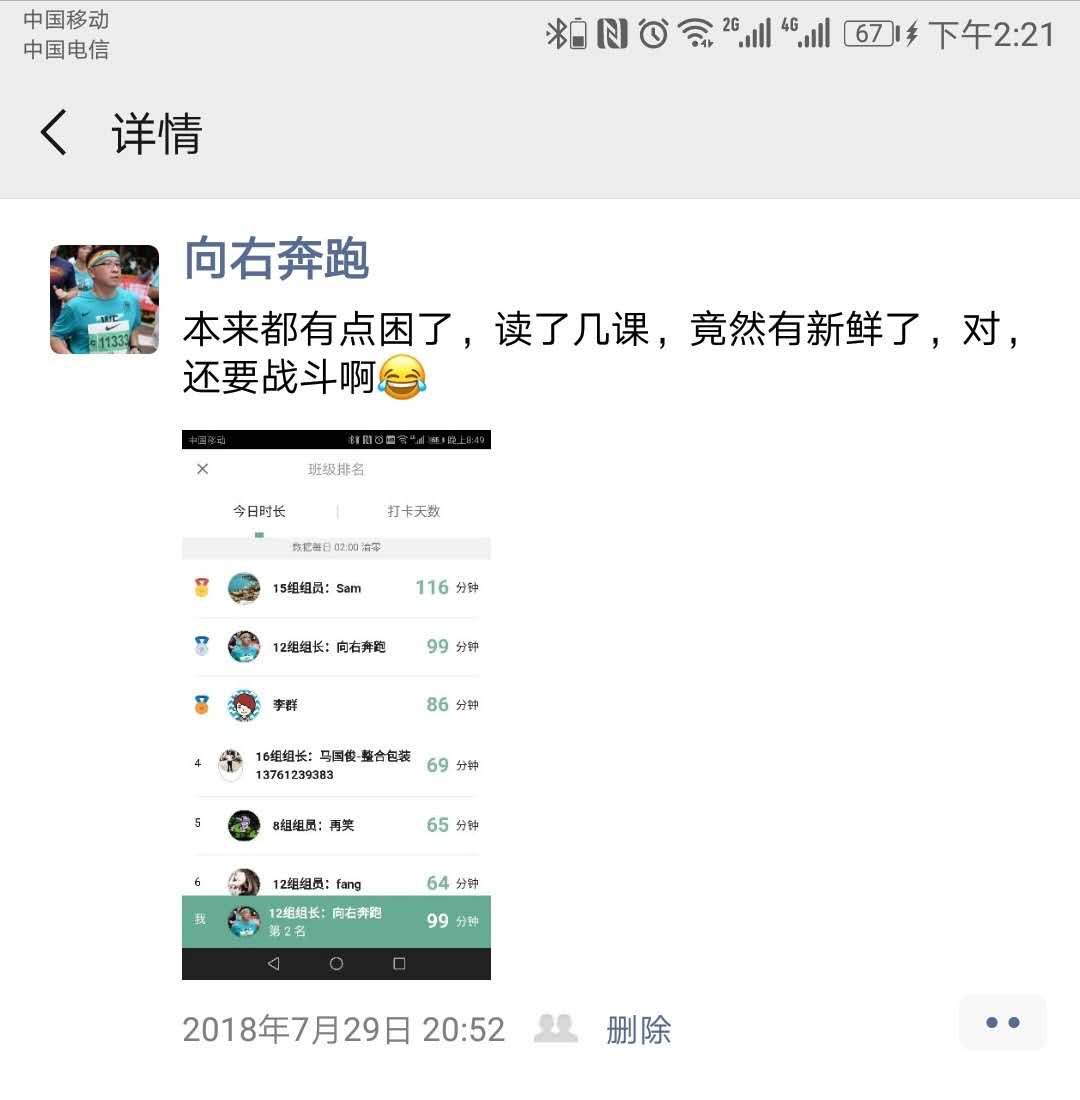 中国移动
中国电信
2G 4G 67 下午2:21
详情
向右奔跑
本来都有点困了，读了几课，竟然有新鲜了，对，
还要战斗啊😂
中国移动 晚上8:49
班级排名
今日时长 打卡天数
数据每日 02:00 清零
15组组员：Sam 116 分钟
12组组长：向右奔跑 99 分钟
李群 86 分钟
4 16组组长：马国俊-整合包装
13761239383 69 分钟
5 8组组员：再笑 65 分钟
6 12组组员：fang 64 分钟
我 12组组长：向右奔跑 99 分钟
第 2 名
2018年7月29日 20:52 删除